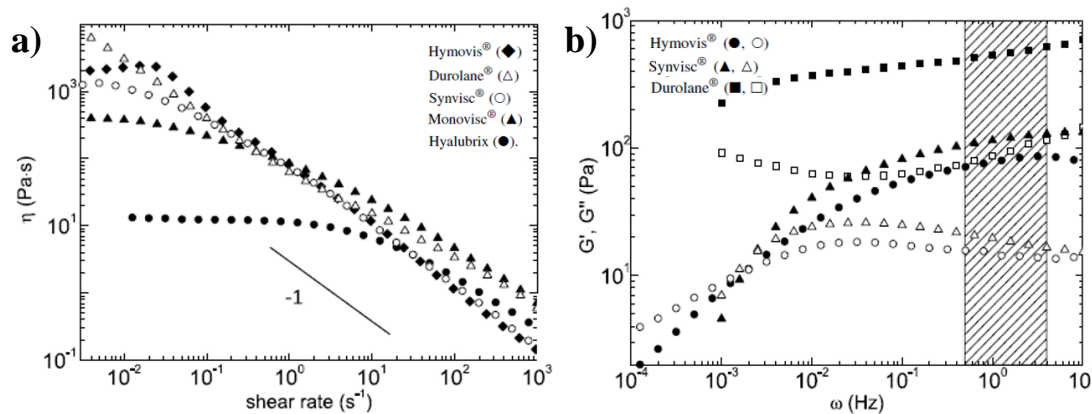 a)
η (Pa·s)
10³
10²
10¹
10⁻¹
Hymovis® (◆)
Durolane® (△)
Synvisc® (○)
Monovisc® (▲)
Hyalubrix (●).
-1
10⁻² 10⁻¹ 10⁰ 10¹ 10² 10³
shear rate (s⁻¹)
b)
G', G'' (Pa)
10³
10²
10¹
Hymovis® (●, ○)
Synvisc® (▲, △)
Durolane® (■, □)
10⁻⁴ 10⁻³ 10⁻² 10⁻¹ 10⁰
ω (Hz)